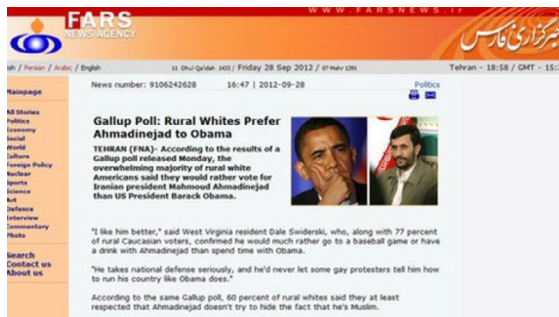 WWW.FARSNEWS.IR
FARS
NEWS AGENCY
خبرگزاری فارس
/ Persian / Arabic / English
11 Dhul Qa'dah 1433 / Friday 28 Sep 2012 / 07 Mehr 1391
Tehran - 18:58 / GMT - 15:
Mainpage
All Stories
Politics
Economy
Social
World
Culture
Foreign Policy
Nuclear
Sports
Science
Art
Defence
Interview
Commentary
Photo
Search
Contact us
About us
News number: 9106242628
16:47 | 2012-09-28
Politics
Gallup Poll: Rural Whites Prefer
Ahmadinejad to Obama
TEHRAN (FNA)- According to the results of a
Gallup poll released Monday, the
overwhelming majority of rural white
Americans said they would rather vote for
Iranian president Mahmoud Ahmadinejad
than US President Barack Obama.
"I like him better," said West Virginia resident Dale Swiderski, who, along with 77 percent
of rural Caucasian voters, confirmed he would much rather go to a baseball game or have
a drink with Ahmadinejad than spend time with Obama.
"He takes national defense seriously, and he'd never let some gay protesters tell him how
to run his country like Obama does."
According to the same Gallup poll, 60 percent of rural whites said they at least
respected that Ahmadinejad doesn't try to hide the fact that he's Muslim.